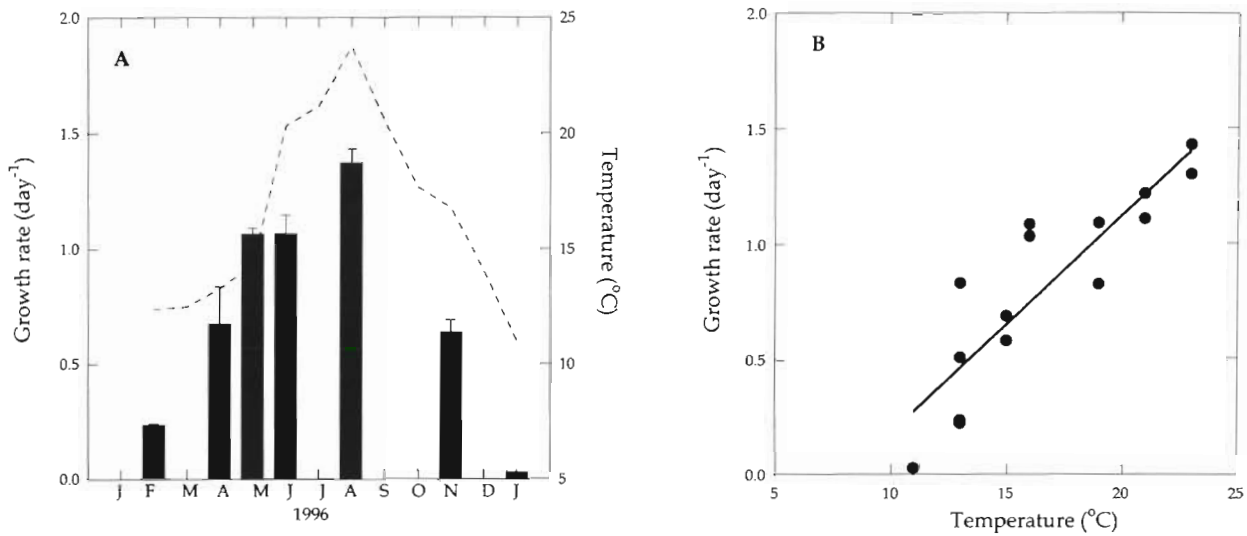 A
Growth rate (day⁻¹)
2.0
1.5
1.0
0.5
0.0
25
20
15
10
5
Temperature (°C)
J F M A M J J A S O N D J
1996
B
Growth rate (day⁻¹)
2.0
1.5
1.0
0.5
0.0
5 10 15 20 25
Temperature (°C)